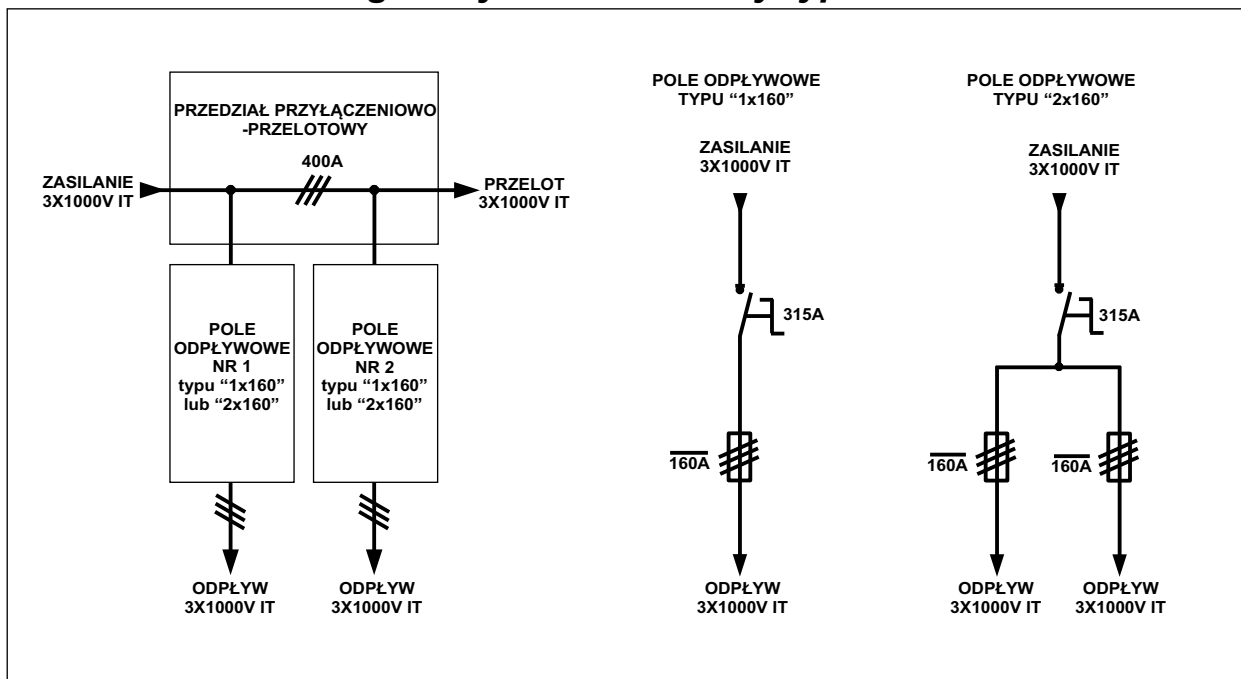 PRZEDZIAŁ PRZYŁĄCZENIOWO
-PRZELOTOWY
400A
ZASILANIE
3X1000V IT
PRZELOT
3X1000V IT
POLE
ODPŁYWOWE
NR 1
typu “1x160”
lub “2x160”
POLE
ODPŁYWOWE
NR 2
typu “1x160”
lub “2x160”
ODPŁYW
3X1000V IT
ODPŁYW
3X1000V IT
POLE ODPŁYWOWE
TYPU “1x160”
ZASILANIE
3X1000V IT
315A
160A
ODPŁYW
3X1000V IT
POLE ODPŁYWOWE
TYPU “2x160”
ZASILANIE
3X1000V IT
315A
160A
160A
ODPŁYW
3X1000V IT
ODPŁYW
3X1000V IT